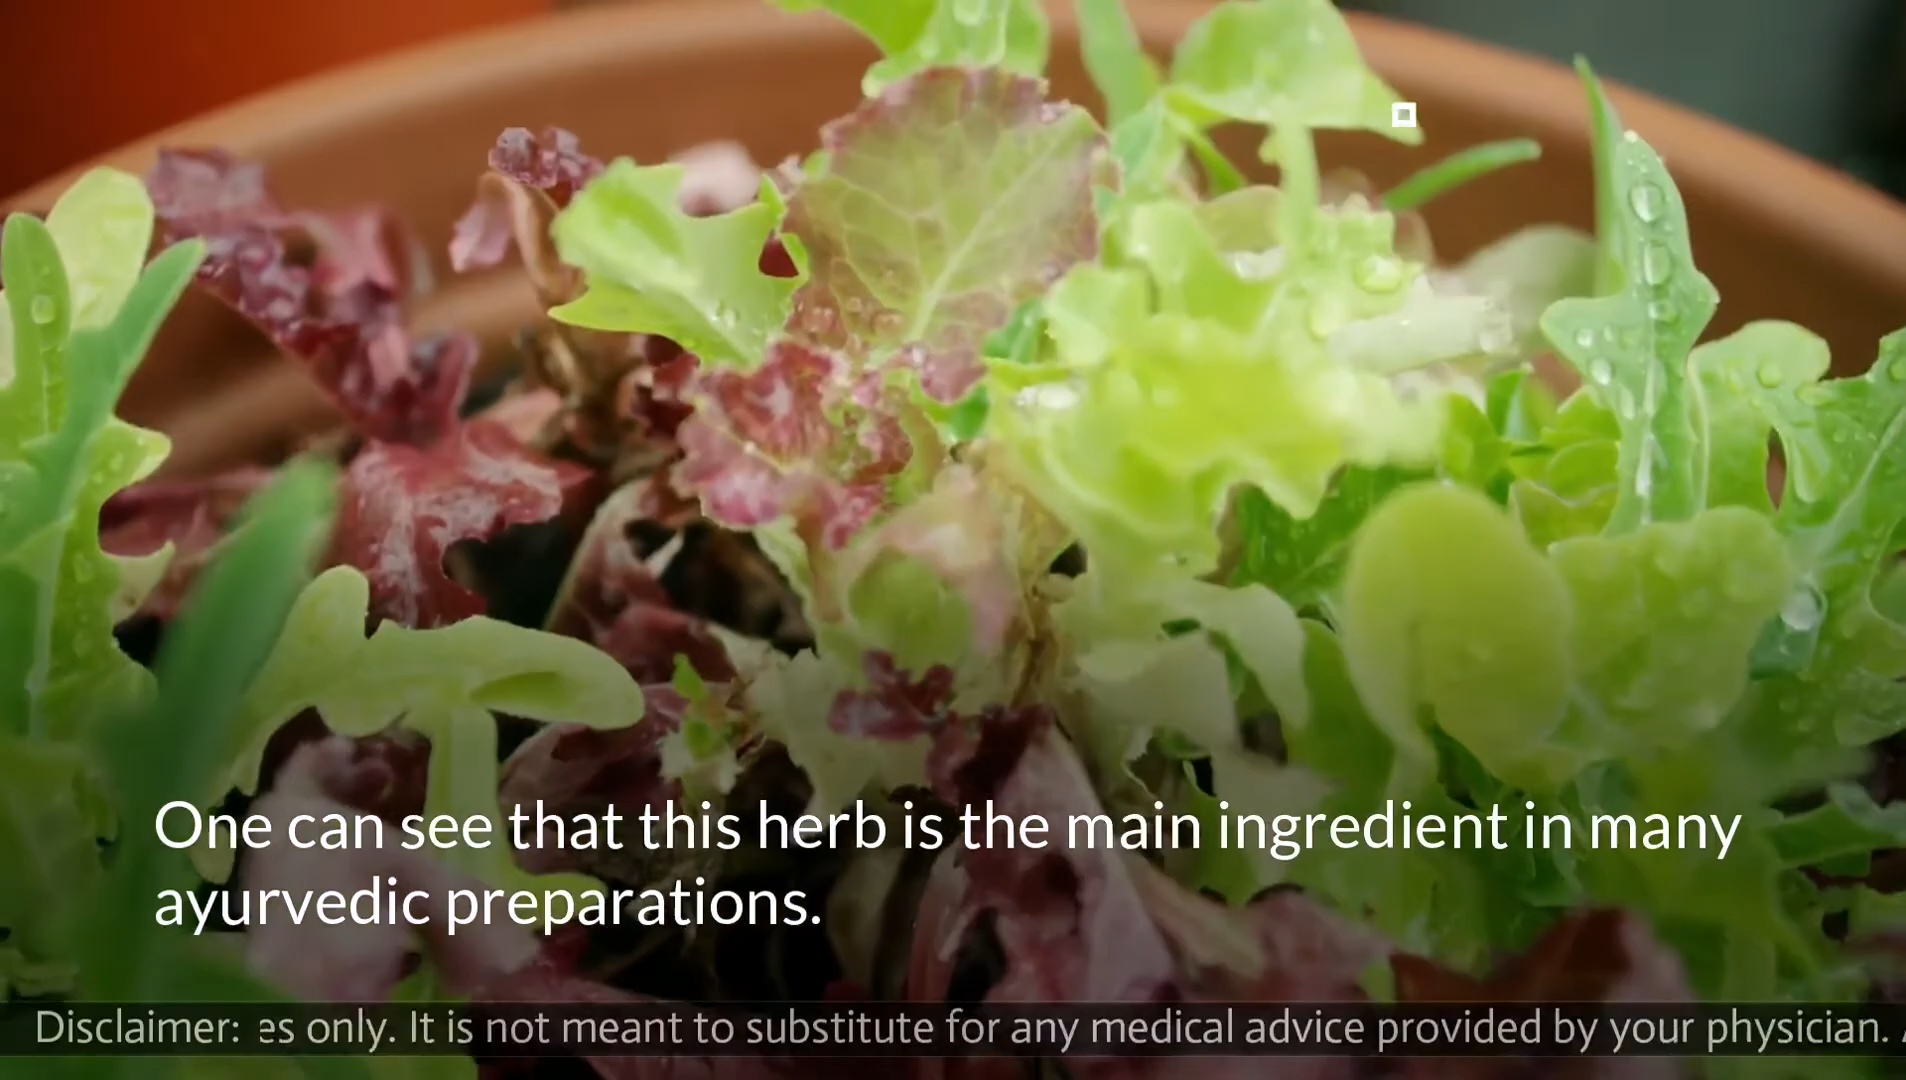 One can see that this herb is the main ingredient in many
ayurvedic preparations.
Disclaimer: es only. It is not meant to substitute for any medical advice provided by your physician.